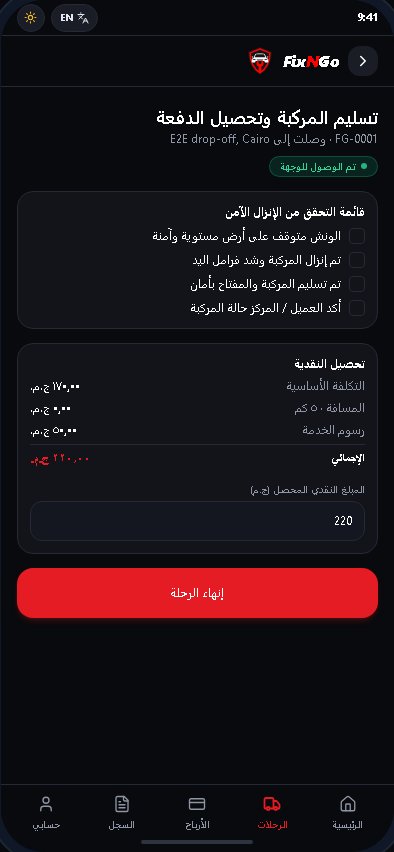 9:41
EN
FixNGo
تسليم المركبة وتحصيل الدفعة
FG-0001 · وصلت إلى E2E drop-off, Cairo
تم الوصول للوجهة
قائمة التحقق من الإنزال الآمن
الونش متوقف على أرض مستوية وآمنة
تم إنزال المركبة وشد فرامل اليد
تم تسليم المركبة والمفتاح بأمان
أكد العميل / المركز حالة المركبة
تحصيل النقدية
التكلفة الأساسية ١٧٠٫٠٠ ج.م.
المسافة · ٥ كم ٠٫٠٠ ج.م.
رسوم الخدمة ٥٠٫٠٠ ج.م.
الإجمالي ٢٢٠٫٠٠ ج.م.
المبلغ النقدي المحصل (ج.م)
220
إنهاء الرحلة
الرئيسية
الرحلات
الأرباح
السجل
حسابي